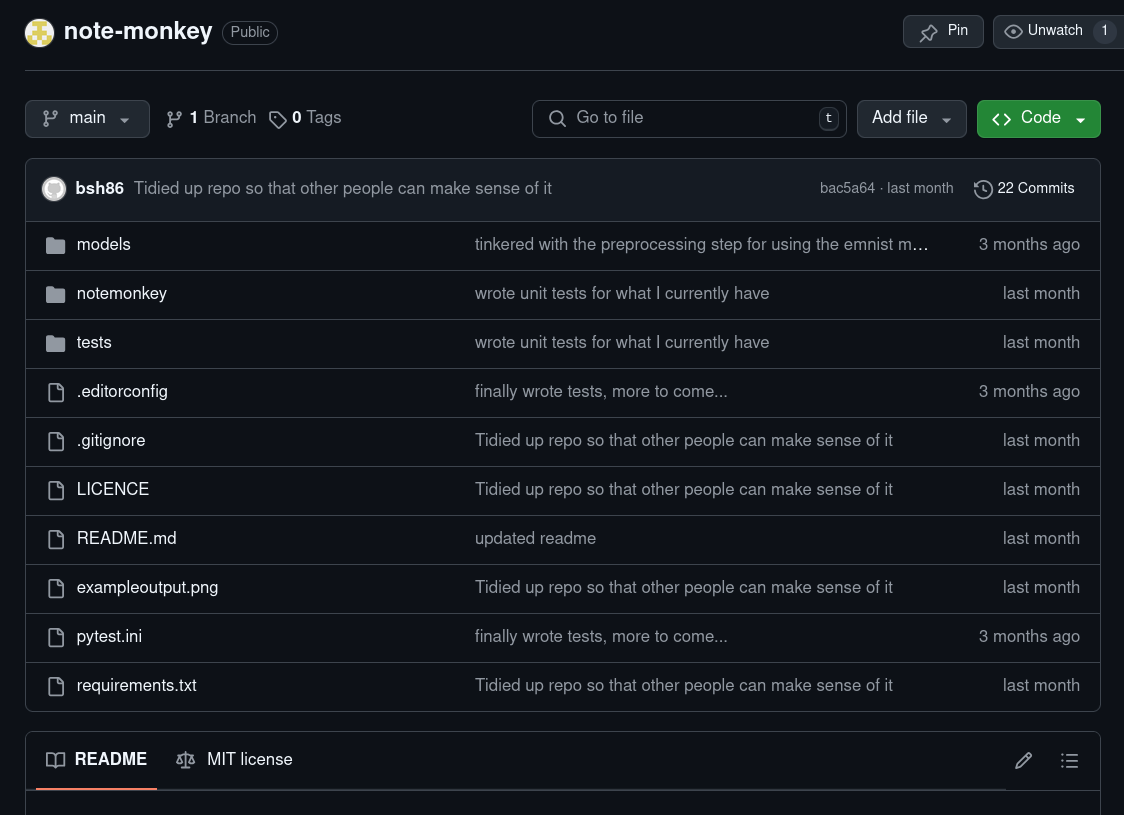 note-monkey Public Pin Unwatch 1
main 1 Branch 0 Tags Go to file t Add file <> Code
bsh86 Tidied up repo so that other people can make sense of it bac5a64 · last month 22 Commits
models tinkered with the preprocessing step for using the emnist m… 3 months ago
notemonkey wrote unit tests for what I currently have last month
tests wrote unit tests for what I currently have last month
.editorconfig finally wrote tests, more to come... 3 months ago
.gitignore Tidied up repo so that other people can make sense of it last month
LICENCE Tidied up repo so that other people can make sense of it last month
README.md updated readme last month
exampleoutput.png Tidied up repo so that other people can make sense of it last month
pytest.ini finally wrote tests, more to come... 3 months ago
requirements.txt Tidied up repo so that other people can make sense of it last month
README MIT license